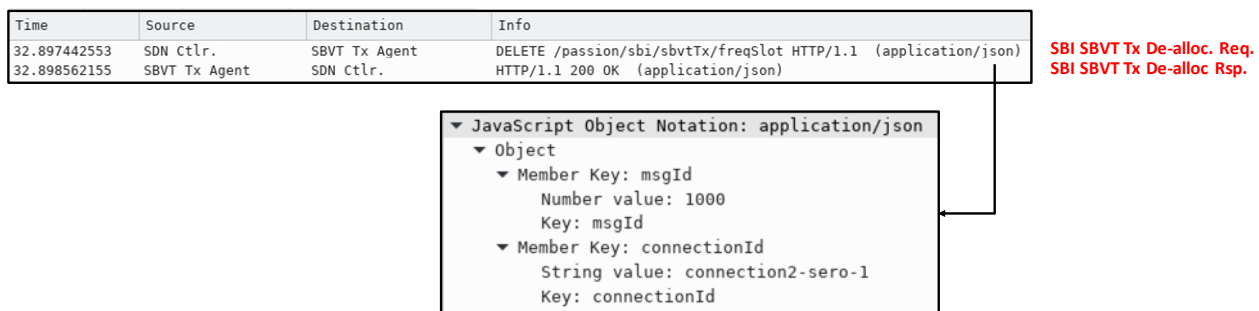 Time Source Destination Info
32.897442553 SDN Ctlr. SBVT Tx Agent DELETE /passion/sbi/sbvtTx/freqSlot HTTP/1.1 (application/json) SBI SBVT Tx De-alloc. Req.
32.898562155 SBVT Tx Agent SDN Ctlr. HTTP/1.1 200 OK (application/json) SBI SBVT Tx De-alloc Rsp.
JavaScript Object Notation: application/json
Object
Member Key: msgId
Number value: 1000
Key: msgId
Member Key: connectionId
String value: connection2-sero-1
Key: connectionId